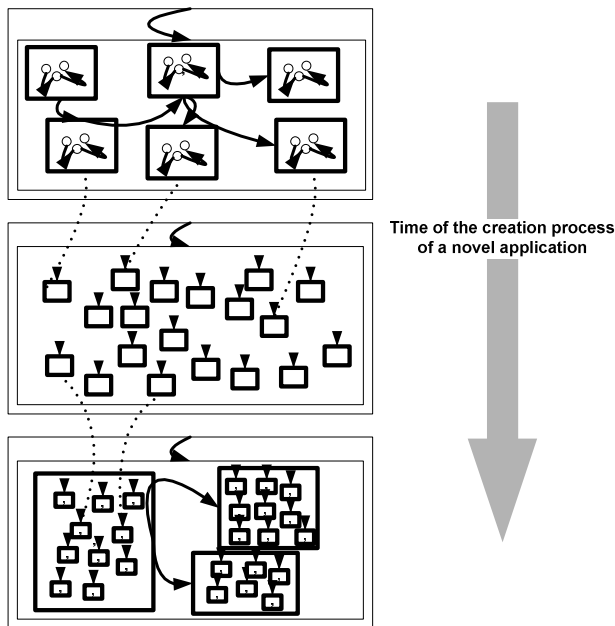 Time of the creation process
of a novel application